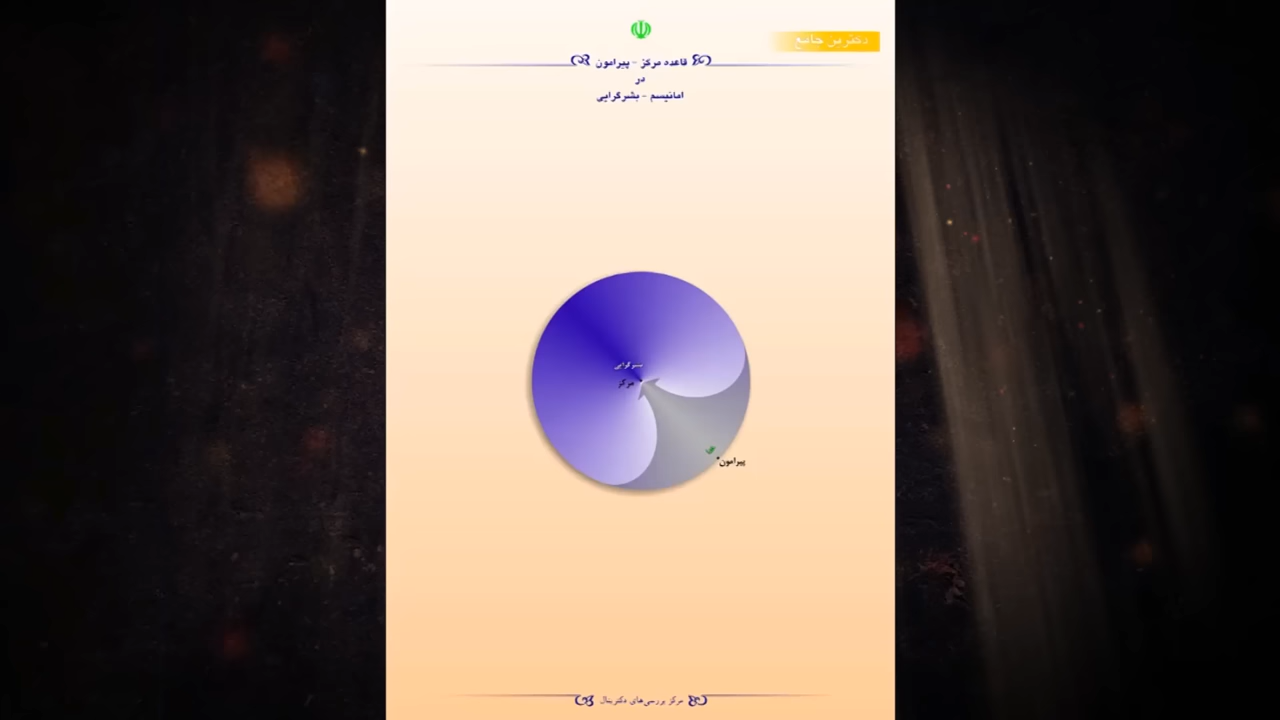 دکترین جامع
قاعده مرکز - پیرامون
در
امانیسم - بشرگرایی
بشرگرایی
مرکز
پیرامون
مرکز بررسی‌های دکترینال